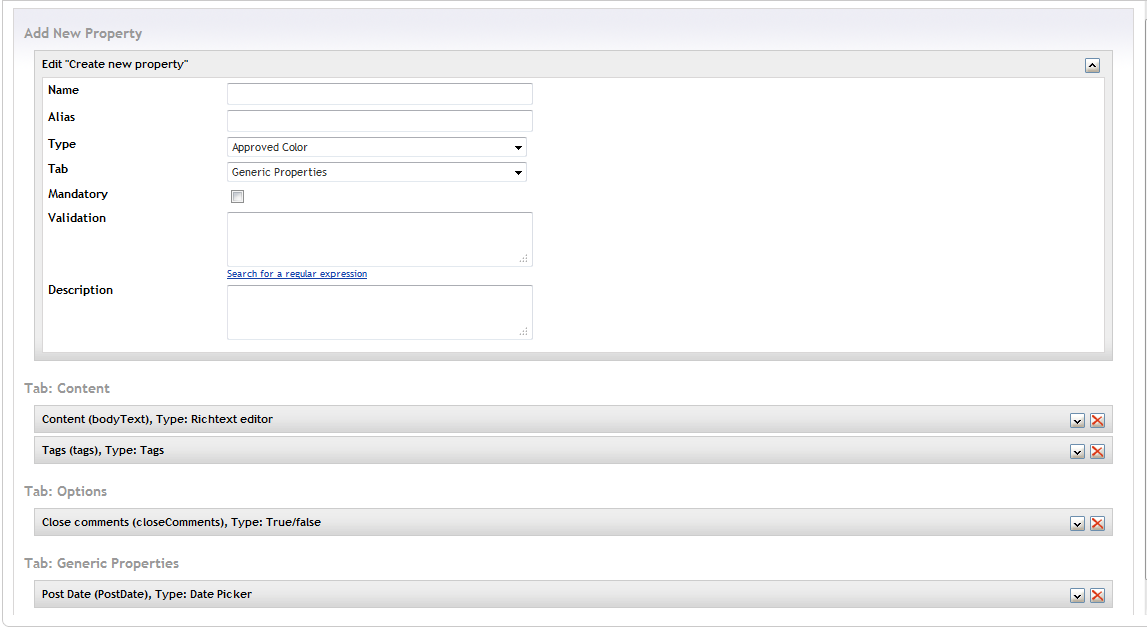 Add New Property
Edit "Create new property"
Name
Alias
Type Approved Color
Tab Generic Properties
Mandatory
Validation
Search for a regular expression
Description
Tab: Content
Content (bodyText), Type: Richtext editor
Tags (tags), Type: Tags
Tab: Options
Close comments (closeComments), Type: True/false
Tab: Generic Properties
Post Date (PostDate), Type: Date Picker